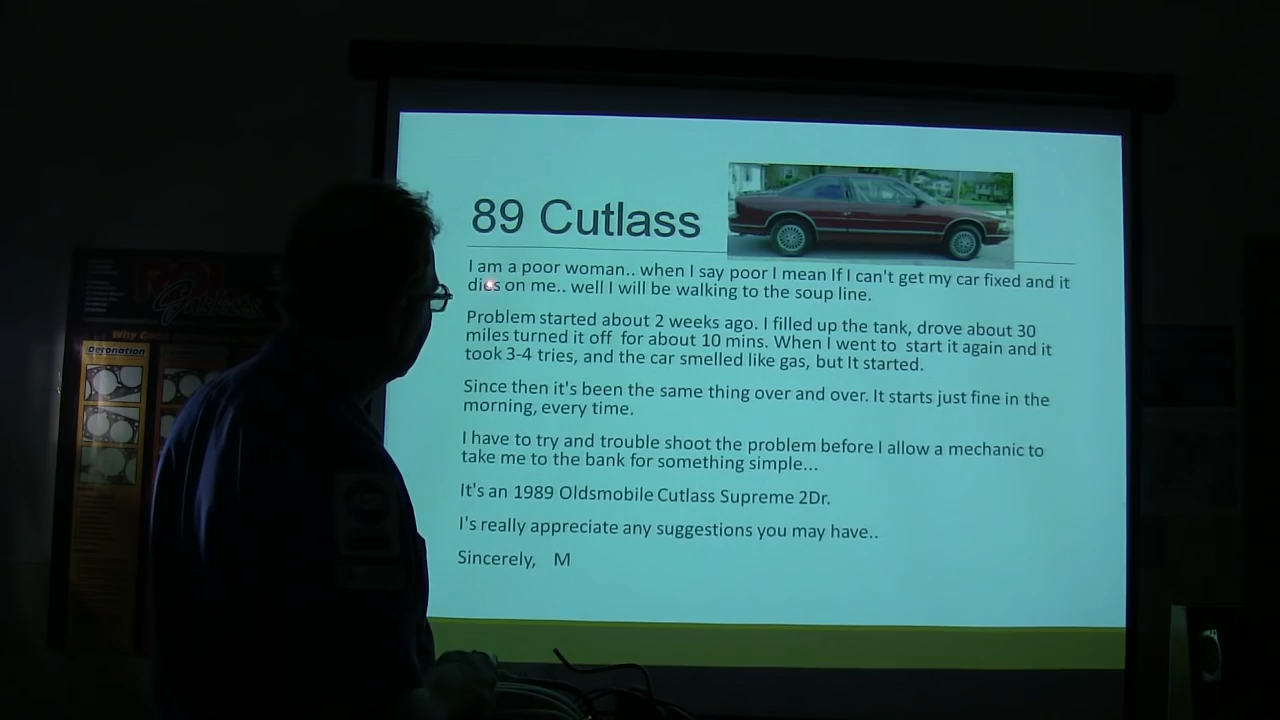 89 Cutlass
I am a poor woman.. when I say poor I mean If I can't get my car fixed and it
dies on me.. well I will be walking to the soup line.
Problem started about 2 weeks ago. I filled up the tank, drove about 30
miles turned it off for about 10 mins. When I went to start it again and it
took 3-4 tries, and the car smelled like gas, but It started.
Since then it's been the same thing over and over. It starts just fine in the
morning, every time.
I have to try and trouble shoot the problem before I allow a mechanic to
take me to the bank for something simple...
It's an 1989 Oldsmobile Cutlass Supreme 2Dr.
I's really appreciate any suggestions you may have..
Sincerely, M
Gaskets
Why
Detonation